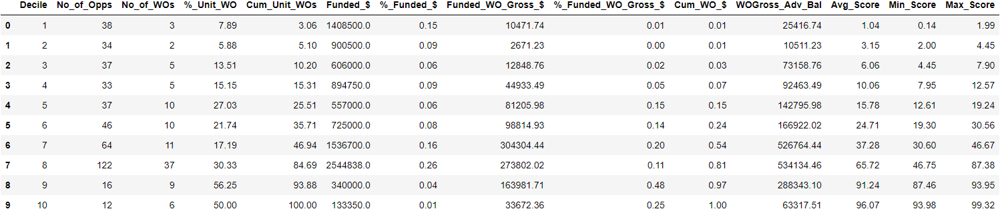 Decile No_of_Opps No_of_WOs %_Unit_WO Cum_Unit_WOs Funded_$ %_Funded_$ Funded_WO_Gross_$ %_Funded_WO_Gross_$ Cum_WO_$ WOGross_Adv_Bal Avg_Score Min_Score Max_Score
0 1 38 3 7.89 3.06 1408500.0 0.15 10471.74 0.01 0.01 25416.74 1.04 0.14 1.99
1 2 34 2 5.88 5.10 900500.0 0.09 2671.23 0.00 0.01 10511.23 3.15 2.00 4.45
2 3 37 5 13.51 10.20 606000.0 0.06 12848.76 0.02 0.03 73158.76 6.06 4.45 7.90
3 4 33 5 15.15 15.31 894750.0 0.09 44933.49 0.05 0.07 92463.49 10.06 7.95 12.57
4 5 37 10 27.03 25.51 557000.0 0.06 81205.98 0.15 0.15 142795.98 15.78 12.61 19.24
5 6 46 10 21.74 35.71 725000.0 0.08 98814.93 0.14 0.24 166922.02 24.71 19.30 30.56
6 7 64 11 17.19 46.94 1536700.0 0.16 304304.44 0.20 0.54 526764.44 37.28 30.60 46.67
7 8 122 37 30.33 84.69 2544838.0 0.26 273802.02 0.11 0.81 534134.46 65.72 46.75 87.38
8 9 16 9 56.25 93.88 340000.0 0.04 163981.71 0.48 0.97 288343.10 91.24 87.46 93.95
9 10 12 6 50.00 100.00 133350.0 0.01 33672.36 0.25 1.00 63317.51 96.07 93.98 99.32